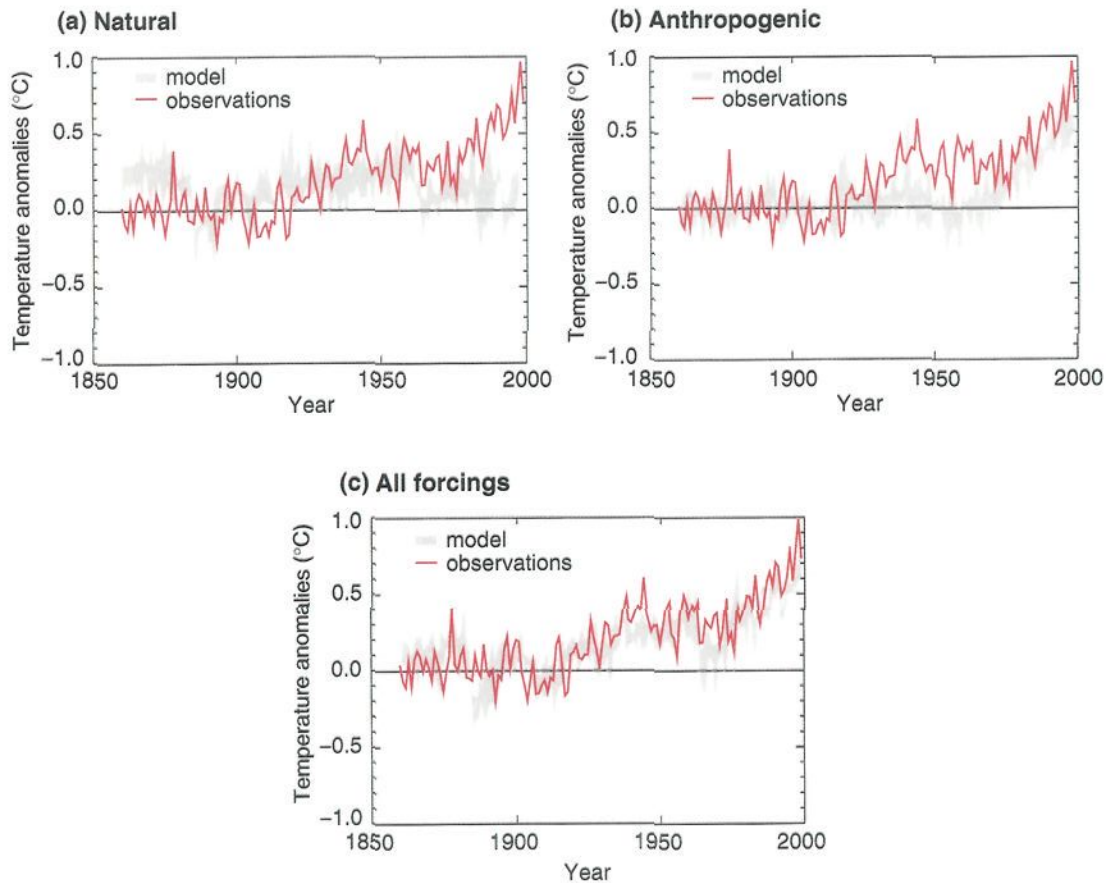 (a) Natural
Temperature anomalies (°C)
1.0
0.5
0.0
−0.5
−1.0
model
observations
1850
1900
1950
2000
Year
(b) Anthropogenic
Temperature anomalies (°C)
1.0
0.5
0.0
−0.5
−1.0
model
observations
1850
1900
1950
2000
Year
(c) All forcings
Temperature anomalies (°C)
1.0
0.5
0.0
−0.5
−1.0
model
observations
1850
1900
1950
2000
Year